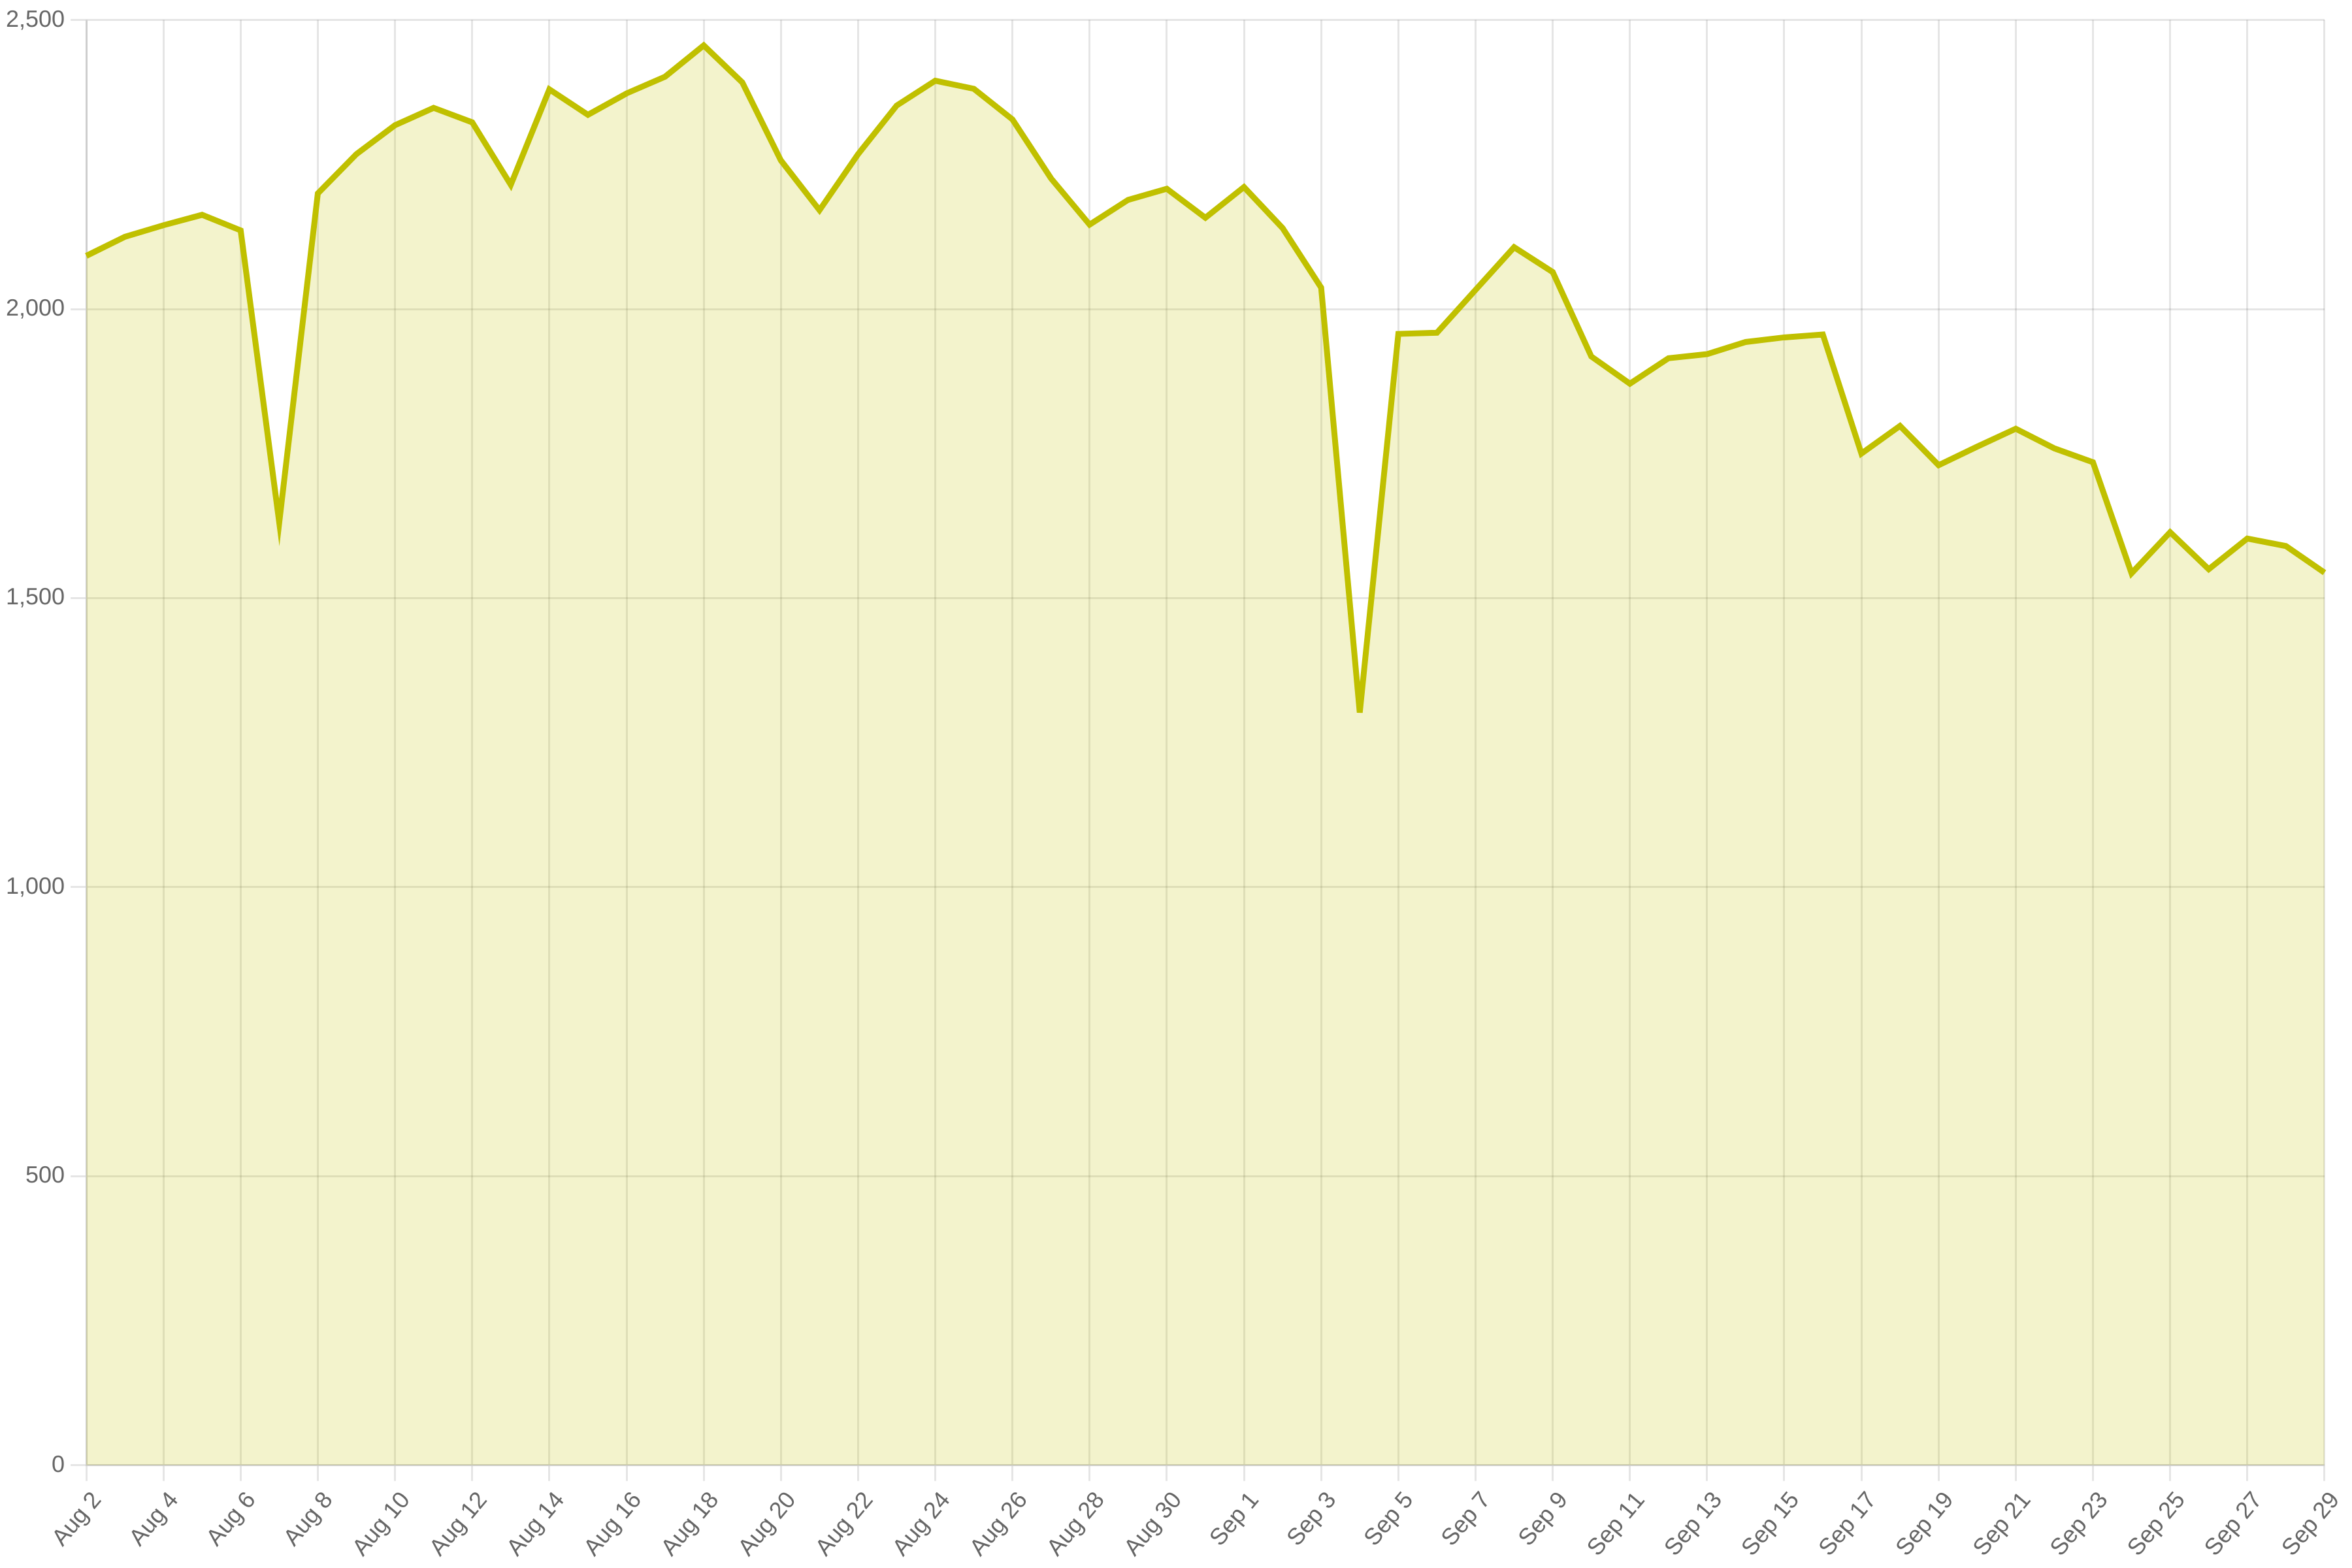 2,500
2,000
1,500
1,000
500
0
Aug 2
Aug 4
Aug 6
Aug 8
Aug 10
Aug 12
Aug 14
Aug 16
Aug 18
Aug 20
Aug 22
Aug 24
Aug 26
Aug 28
Aug 30
Sep 1
Sep 3
Sep 5
Sep 7
Sep 9
Sep 11
Sep 13
Sep 15
Sep 17
Sep 19
Sep 21
Sep 23
Sep 25
Sep 27
Sep 29